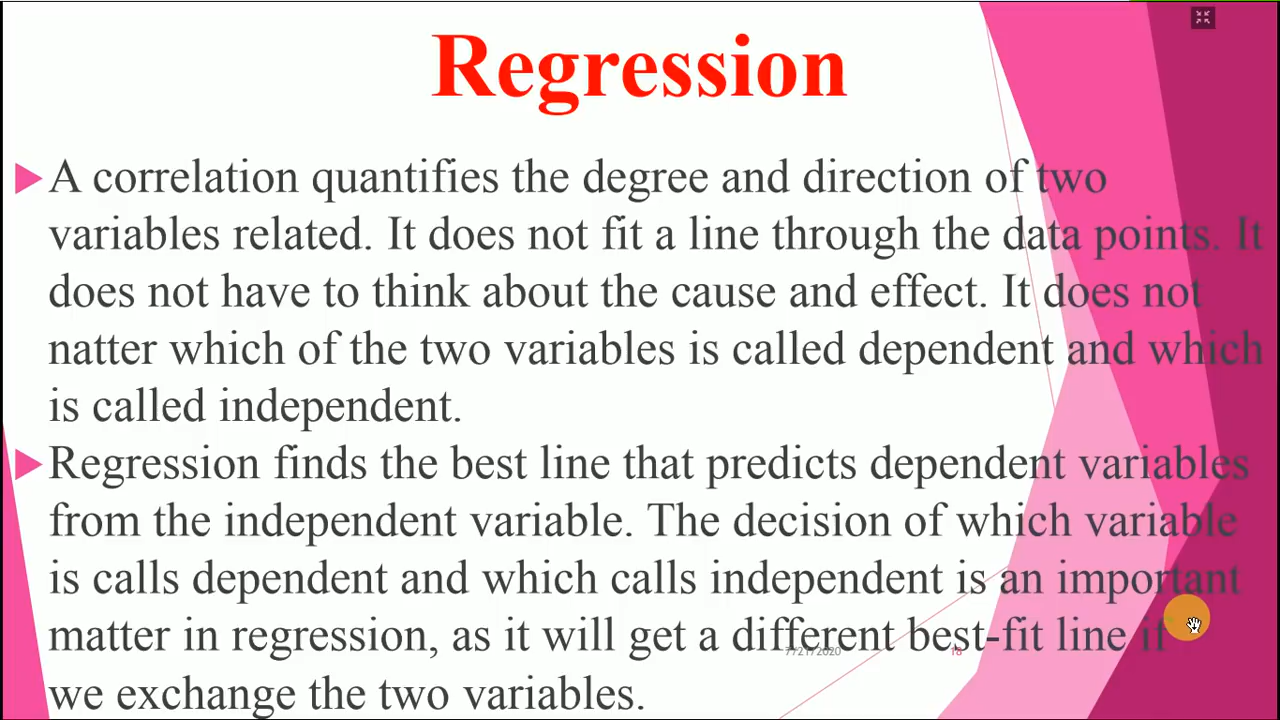 Regression
A correlation quantifies the degree and direction of two
variables related. It does not fit a line through the data points. It
does not have to think about the cause and effect. It does not
natter which of the two variables is called dependent and which
is called independent.
Regression finds the best line that predicts dependent variables
from the independent variable. The decision of which variable
is calls dependent and which calls independent is an important
matter in regression, as it will get a different best-fit line if
7/21/2020
18
we exchange the two variables.